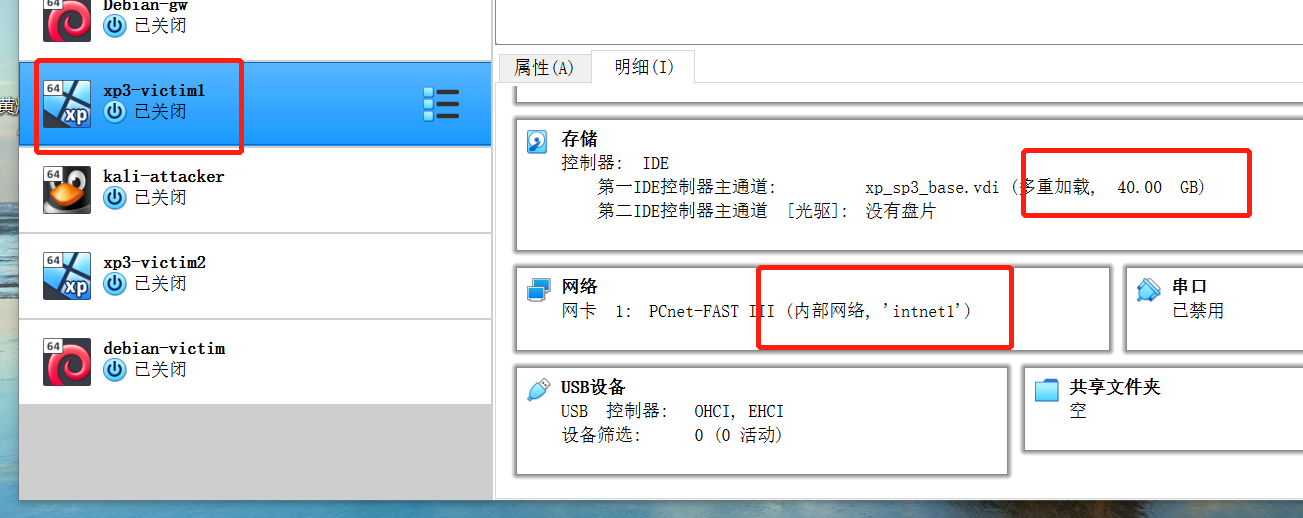 Debian-gw
已关闭
64
xp
xp3-victim1
已关闭
64
kali-attacker
已关闭
64
xp
xp3-victim2
已关闭
64
debian-victim
已关闭
属性(A)
明细(I)
存储
控制器: IDE
第一IDE控制器主通道: xp_sp3_base.vdi (多重加载, 40.00 GB)
第二IDE控制器主通道 [光驱]: 没有盘片
网络
网卡 1: PCnet-FAST III (内部网络, 'intnet1')
串口
已禁用
USB设备
USB 控制器: OHCI, EHCI
设备筛选: 0 (0 活动)
共享文件夹
空